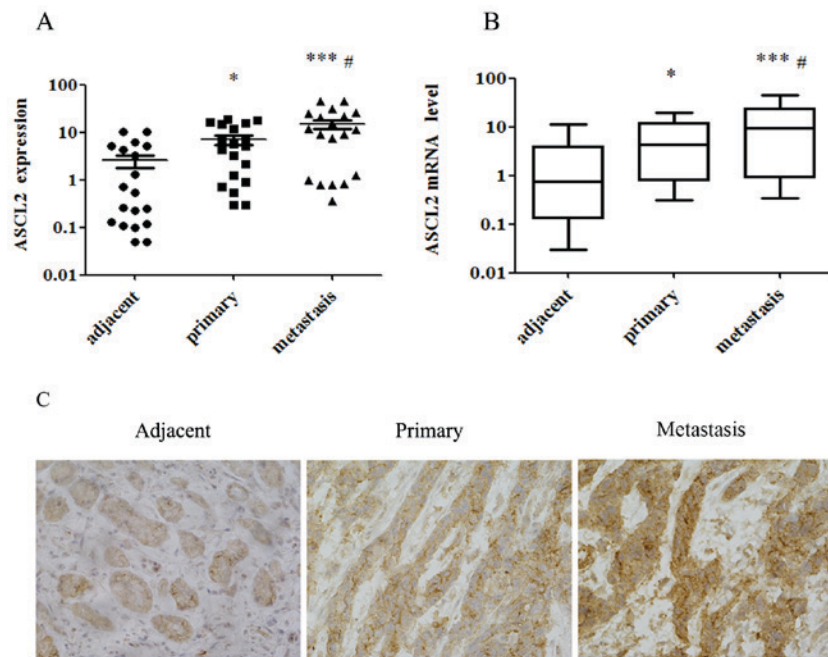 A
*
*** #
ASCL2 expression
100
10
1
0.1
0.01
adjacent
primary
metastasis
B
*
*** #
ASCL2 mRNA level
100
10
1
0.1
0.01
adjacent
primary
metastasis
C
Adjacent
Primary
Metastasis